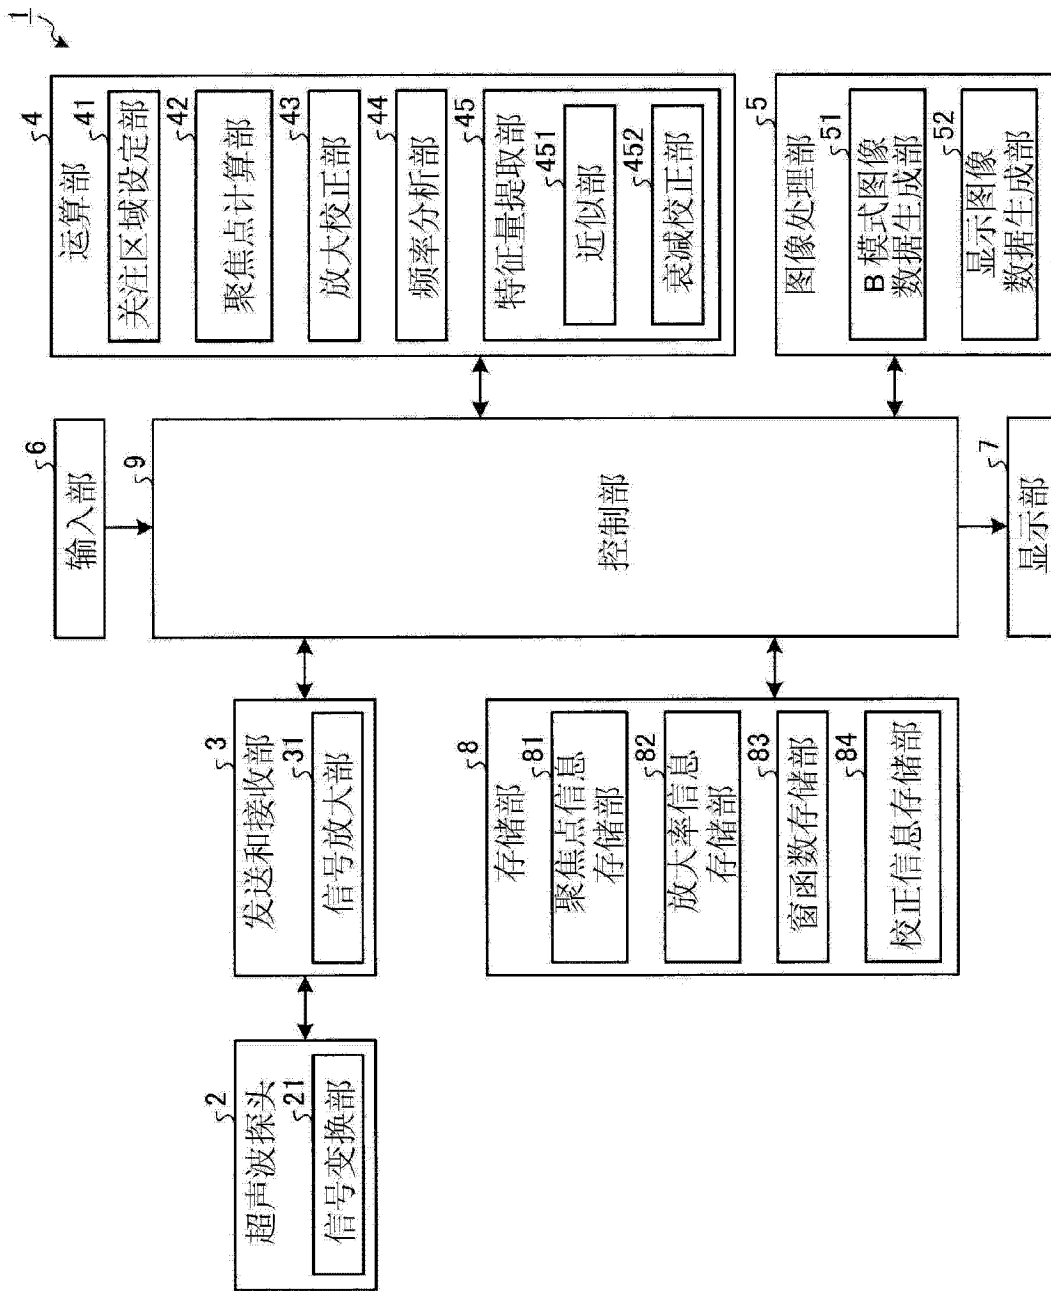 1
6
输入部
9
控制部
7
显示部
2
超声波探头
21
信号变换部
3
发送和接收部
31
信号放大部
8
存储部
81
聚焦点信息
存储部
82
放大率信息
存储部
83
窗函数存储部
84
校正信息存储部
4
运算部
41
关注区域设定部
42
聚焦点计算部
43
放大校正部
44
频率分析部
45
特征量提取部
451
近似部
452
衰减校正部
5
图像处理部
51
B 模式图像
数据生成部
52
显示图像
数据生成部